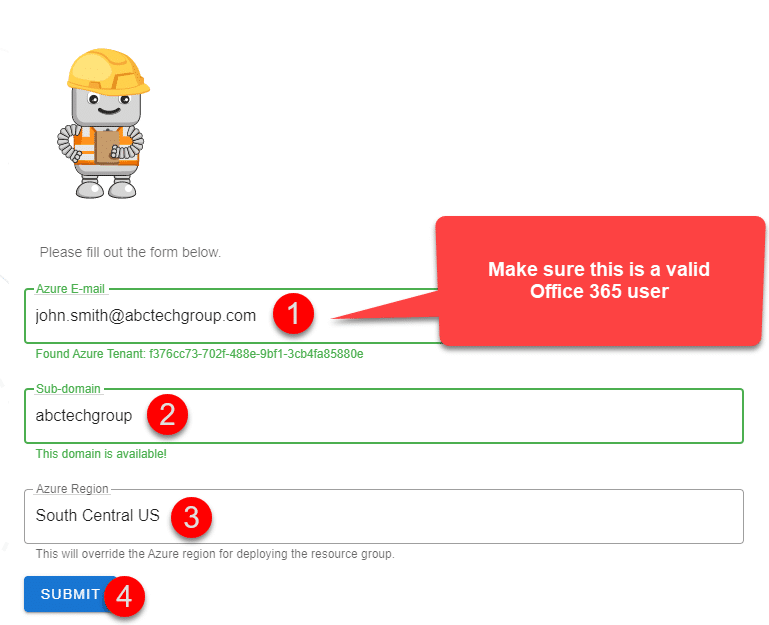 Please fill out the form below.
Make sure this is a valid
Office 365 user
Azure E-mail
john.smith@abctechgroup.com 1
Found Azure Tenant: f376cc73-702f-488e-9bf1-3cb4fa85880e
Sub-domain
abctechgroup 2
This domain is available!
Azure Region
South Central US 3
This will override the Azure region for deploying the resource group.
SUBMIT 4